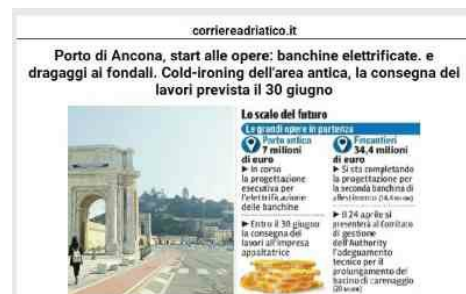 corriereadriatico.it
Porto di Ancona, start alle opere: banchine elettrificate. e
dragaggi ai fondali. Cold-ironing dell'area antica, la consegna dei
lavori prevista il 30 giugno
Lo scalo del futuro
Le grandi opere in partenza
Porto antico
7 milioni
di euro
▶ In corso
la progettazione
esecutiva per
l'elettrificazione
delle banchine
▶ Entro il 30 giugno
la consegna dei
lavori all'impresa
appaltatrice
Fincantieri
34,4 milioni
di euro
▶ Si sta completando
la progettazione per
la seconda banchina di
allestimento
▶ Il 24 aprile si
presenterà al Comitato
di gestione
dell'Authority
l'adeguamento
tecnico per il
prolungamento del
bacino di carenaggio